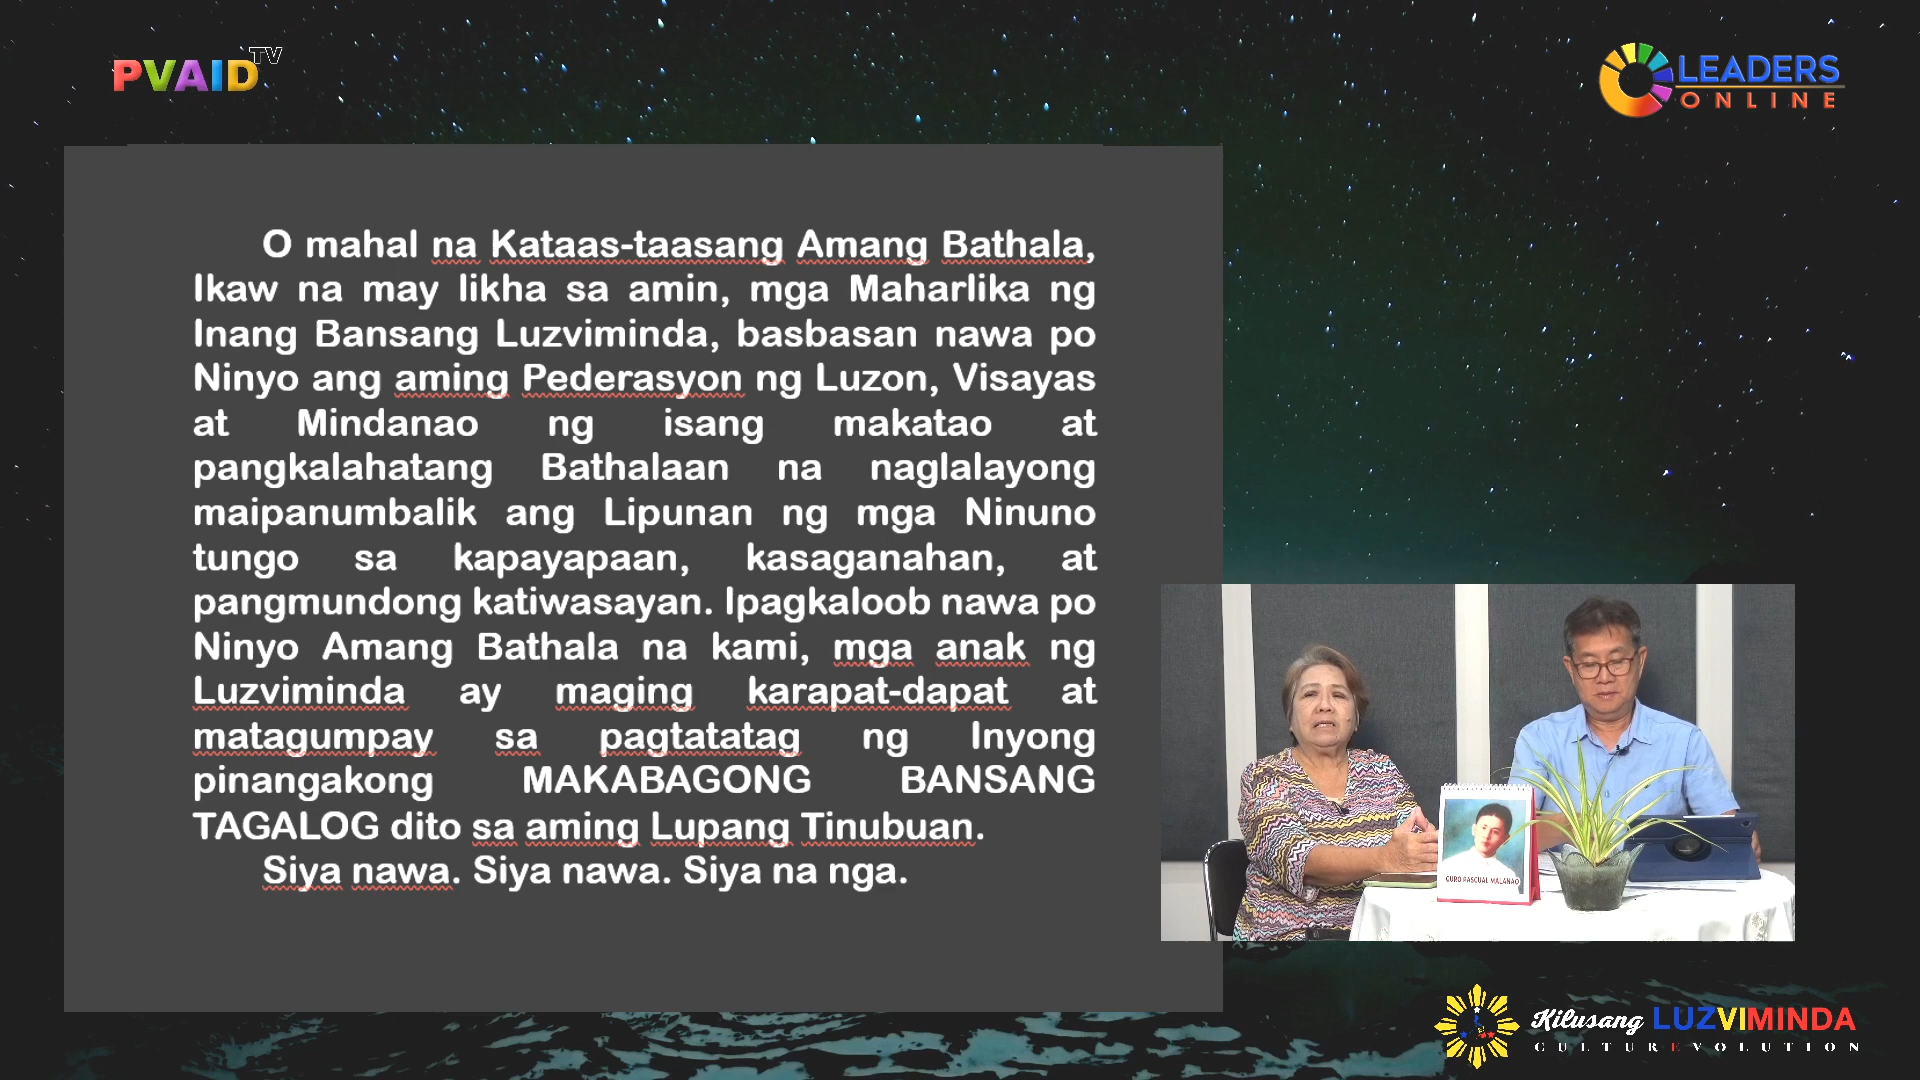 PVAID TV
LEADERS
ONLINE
O mahal na Kataas-taasang Amang Bathala,
Ikaw na may likha sa amin, mga Maharlika ng
Inang Bansang Luzviminda, basbasan nawa po
Ninyo ang aming Pederasyon ng Luzon, Visayas
at Mindanao ng isang makatao at
pangkalahatang Bathalaan na naglalayong
maipanumbalik ang Lipunan ng mga Ninuno
tungo sa kapayapaan, kasaganahan, at
pangmundong katiwasayan. Ipagkaloob nawa po
Ninyo Amang Bathala na kami, mga anak ng
Luzviminda ay maging karapat-dapat at
matagumpay sa pagtatatag ng Inyong
pinangakong MAKABAGONG BANSANG
TAGALOG dito sa aming Lupang Tinubuan.
Siya nawa. Siya nawa. Siya na nga.
GURO PASCUAL MALANAO
Kilusang LUZVIMINDA
CULTUREVOLUTION